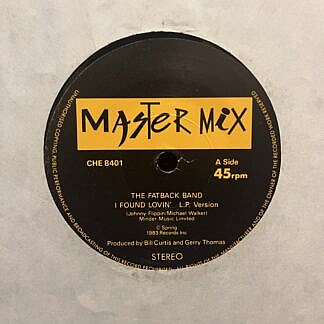 MASTER MIX
CHE 8401
A Side
45rpm
THE FATBACK BAND
I FOUND LOVIN' L.P. Version
(Johnny Flippin/Michael Walker)
Minder Music Limited
© Spring
1983 Records Inc
Produced by Bill Curtis and Gerry Thomas
STEREO
UNAUTHORISED COPYING PUBLIC PERFORMANCE AND BROADCASTING OF THIS RECORD